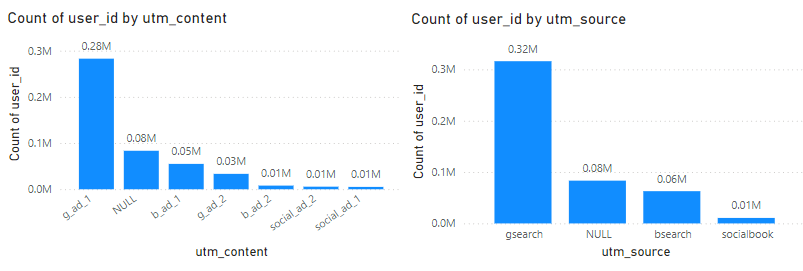 Count of user_id by utm_content
Count of user_id
0.3M
0.2M
0.1M
0.0M
0.28M
0.08M
0.05M
0.03M
0.01M
0.01M
0.01M
g_ad_1
NULL
b_ad_1
g_ad_2
b_ad_2
social_ad_2
social_ad_1
utm_content
Count of user_id by utm_source
Count of user_id
0.3M
0.2M
0.1M
0.0M
0.32M
0.08M
0.06M
0.01M
gsearch
NULL
bsearch
socialbook
utm_source